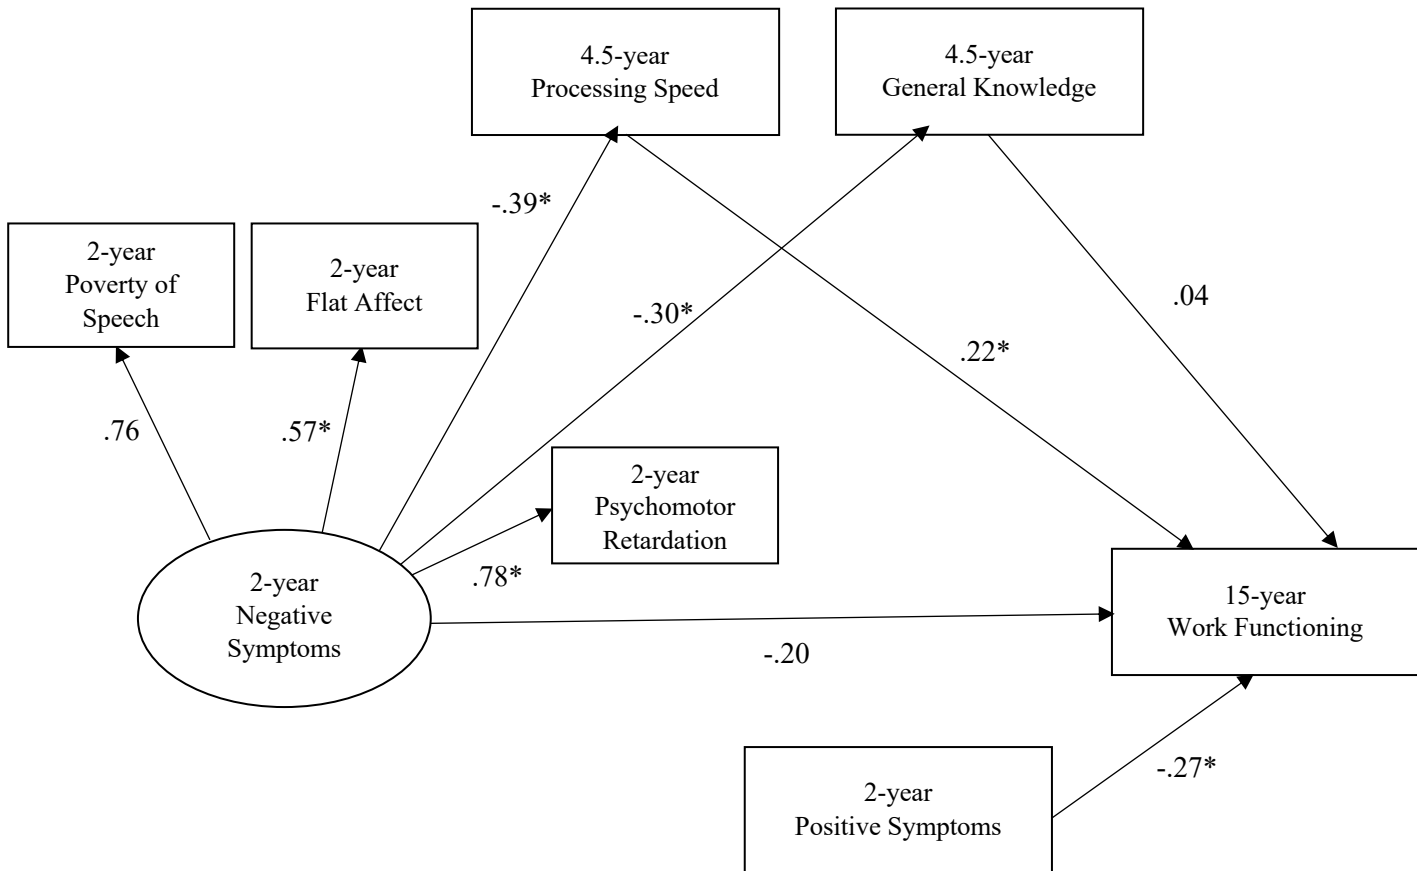 4.5-year
Processing Speed
4.5-year
General Knowledge
-.39*
2-year
Poverty of
Speech
2-year
Flat Affect
-.30*
.04
.22*
.76
.57*
2-year
Psychomotor
Retardation
.78*
2-year
Negative
Symptoms
-.20
15-year
Work Functioning
-.27*
2-year
Positive Symptoms